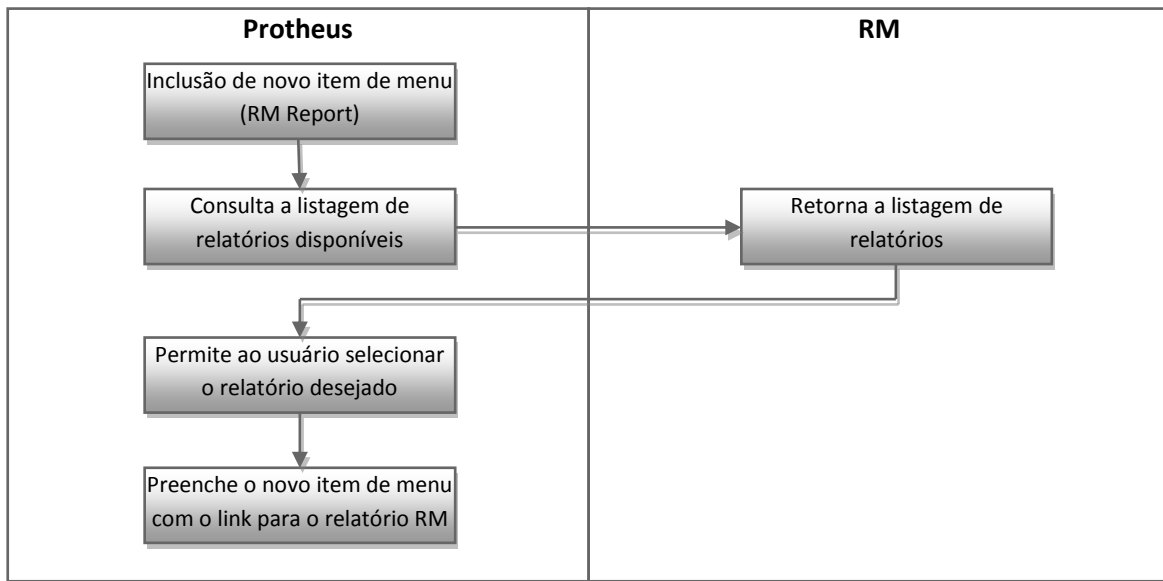 Protheus
RM
Inclusão de novo item de menu
(RM Report)
Consulta a listagem de
relatórios disponíveis
Retorna a listagem de
relatórios
Permite ao usuário selecionar
o relatório desejado
Preenche o novo item de menu
com o link para o relatório RM